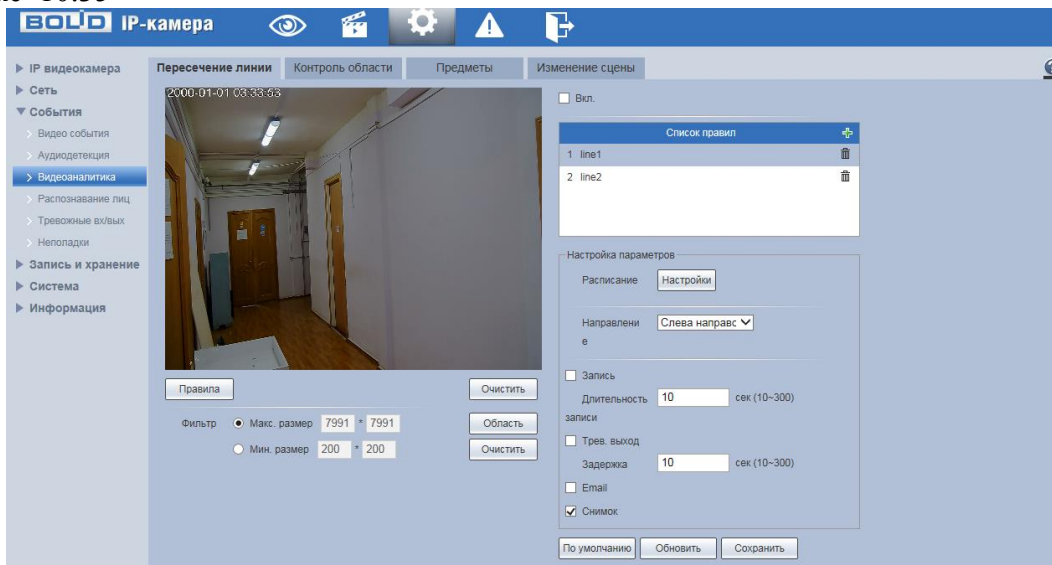 BOLID IP-камера
IP видеокамера
Сеть
События
Видео события
Аудиодетекция
Видеоаналитика
Распознавание лиц
Тревожные вх/вых
Неполадки
Запись и хранение
Система
Информация
Пересечение линии Контроль области Предметы Изменение сцены
2000-01-01 03:33:53
Правила Очистить
Фильтр Макс. размер 7991 * 7991 Область
Мин. размер 200 * 200 Очистить
Вкл.
Список правил
1 line1
2 line2
Настройка параметров
Расписание Настройки
Направлени Слева направс
е
Запись
Длительность 10 сек (10~300)
записи
Трев. выход
Задержка 10 сек (10~300)
Email
Снимок
По умолчанию Обновить Сохранить